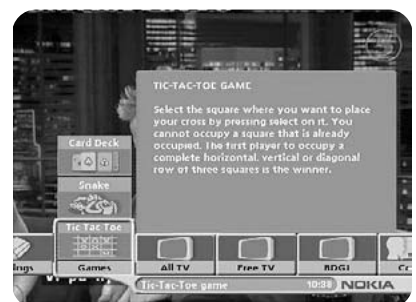 TIC-TAC-TOE GAME
Select the square where you want to place
your cross by pressing select on it. You
cannot occupy a square that is already
occupied. The first player to occupy a
complete horizontal, vertical or diagonal
row of three squares is the winner.
Card Deck
Snake
Tic Tac Toe
ings
Games
All TV
Free TV
BDGI
Tic-Tac-Toe game
10:38 NOKIA